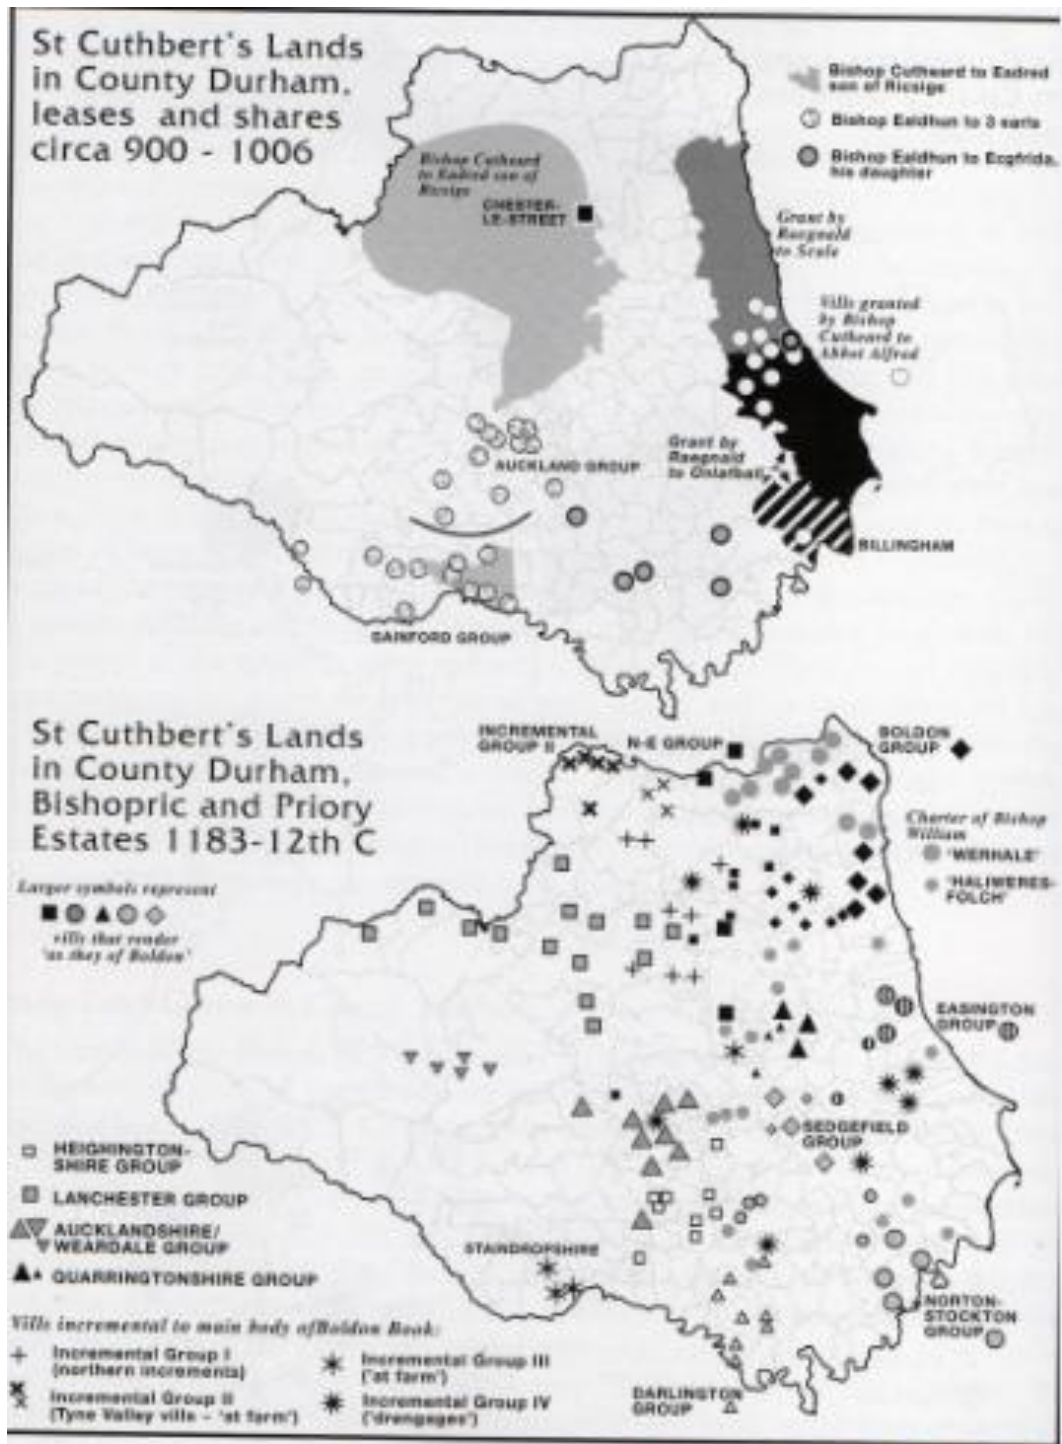 St Cuthbert's Lands
in County Durham,
leases and shares
circa 900 - 1006
Bishop Cutheard to Eadred
son of Ricsige
Bishop Ealdhun to 3 earls
Bishop Ealdhun to Ecgfrida,
his daughter
Bishop Cutheard
to Eadred son of
Ricsige
CHESTER-
LE-STREET
Grant by
Raegnald
to Scule
Vills granted
by Bishop
Cutheard to
Abbot Alfred
Grant by
Raegnald
to Onlafball
AUCKLAND GROUP
BILLINGHAM
GAINFORD GROUP
St Cuthbert's Lands
in County Durham,
Bishopric and Priory
Estates 1183-12th C
INCREMENTAL
GROUP II
N-E GROUP
BOLDON
GROUP
Charter of Bishop
William
'WERHALE'
'HALIWERES-
FOLCH'
Larger symbols represent
vills that render
'as they of Boldon'
EASINGTON
GROUP
SEDGEFIELD
GROUP
HEIGHINGTON-
SHIRE GROUP
LANCHESTER GROUP
AUCKLANDSHIRE/
WEARDALE GROUP
QUARRINGTONSHIRE GROUP
STAINDROPSHIRE
NORTON-
STOCKTON
GROUP
DARLINGTON
GROUP
Vills incremental to main body of Boldon Book:
Incremental Group I
(northern increments)
Incremental Group II
(Tyne Valley vills - 'at farm')
Incremental Group III
('at farm')
Incremental Group IV
('drengages')